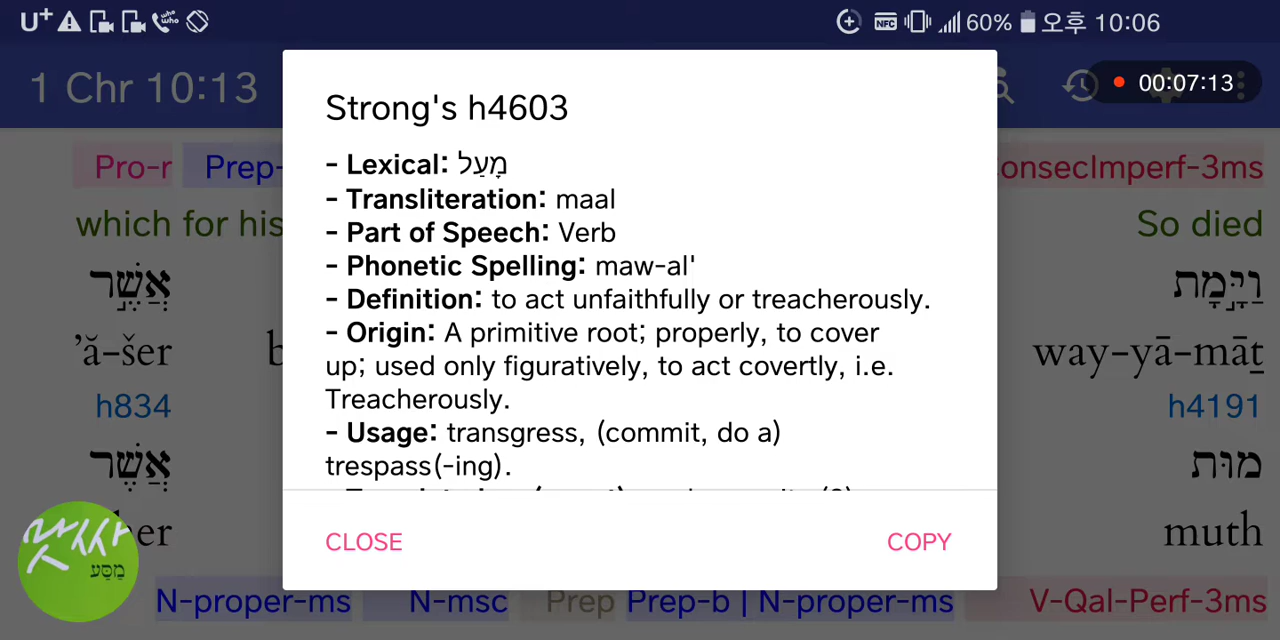 U+ 60% 오후 10:06
1 Chr 10:13
00:07:13
Strong's h4603
- Lexical: מָעַל
- Transliteration: maal
- Part of Speech: Verb
- Phonetic Spelling: maw-al'
- Definition: to act unfaithfully or treacherously.
- Origin: A primitive root; properly, to cover
up; used only figuratively, to act covertly, i.e.
Treacherously.
- Usage: transgress, (commit, do a)
trespass(-ing).
CLOSE COPY
Pro-r Prep- onsecImperf-3ms
which for his So died
אֲשֶׁ֣ר וַיָּ֣מָת
’ă-šer b way-yā-māṯ
h834 h4191
אֲשֶׁר מוּת
her muth
מַסַּע
N-proper-ms N-msc Prep Prep-b | N-proper-ms V-Qal-Perf-3ms